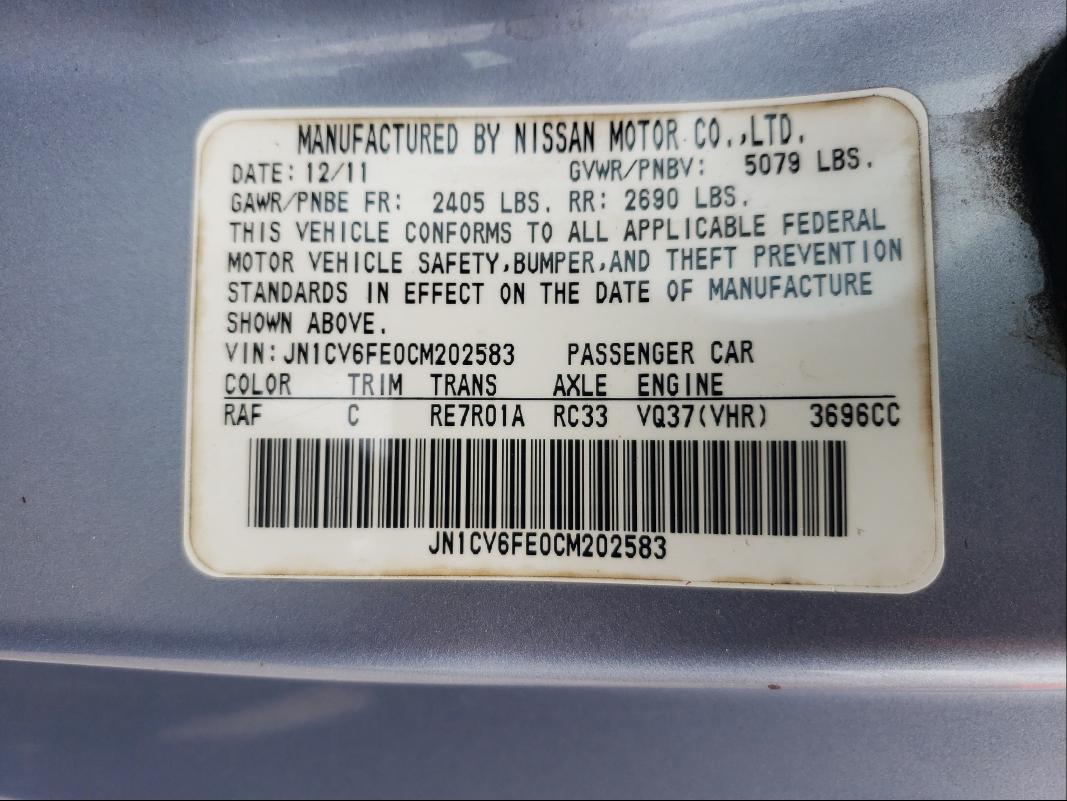 MANUFACTURED BY NISSAN MOTOR CO.,LTD.
DATE: 12/11 GVWR/PNBV: 5079 LBS.
GAWR/PNBE FR: 2405 LBS. RR: 2690 LBS.
THIS VEHICLE CONFORMS TO ALL APPLICABLE FEDERAL
MOTOR VEHICLE SAFETY,BUMPER,AND THEFT PREVENTION
STANDARDS IN EFFECT ON THE DATE OF MANUFACTURE
SHOWN ABOVE.
VIN: JN1CV6FE0CM202583 PASSENGER CAR
COLOR TRIM TRANS AXLE ENGINE
RAF C RE7R01A RC33 VQ37(VHR) 3696CC
JN1CV6FE0CM202583